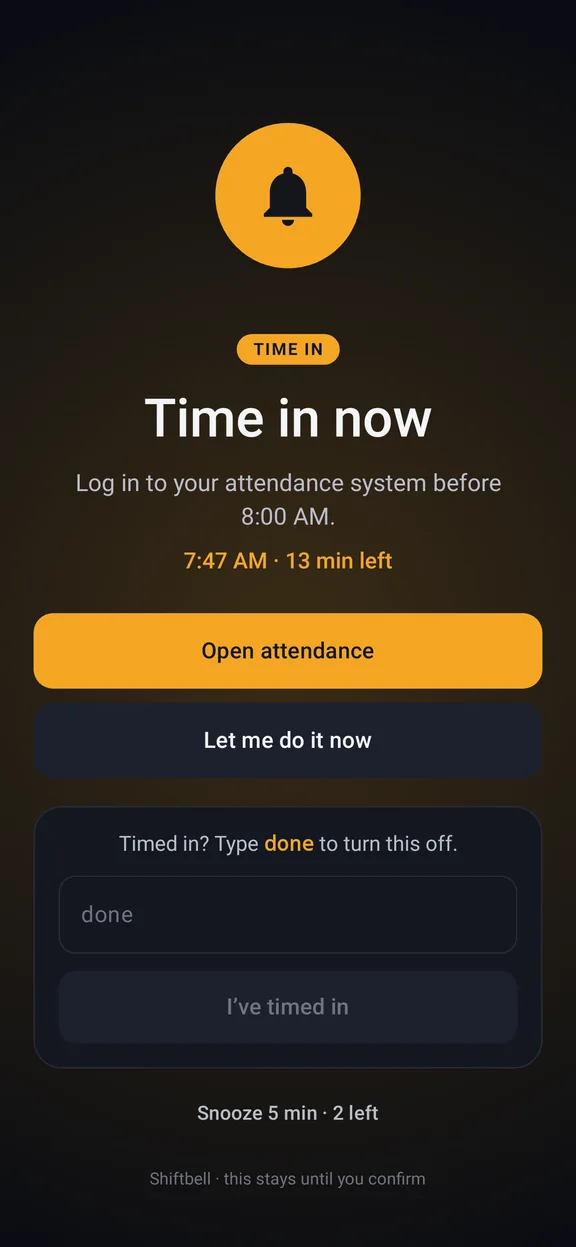 TIME IN
Time in now
Log in to your attendance system before
8:00 AM.
7:47 AM · 13 min left
Open attendance
Let me do it now
Timed in? Type done to turn this off.
done
I’ve timed in
Snooze 5 min · 2 left
Shiftbell · this stays until you confirm